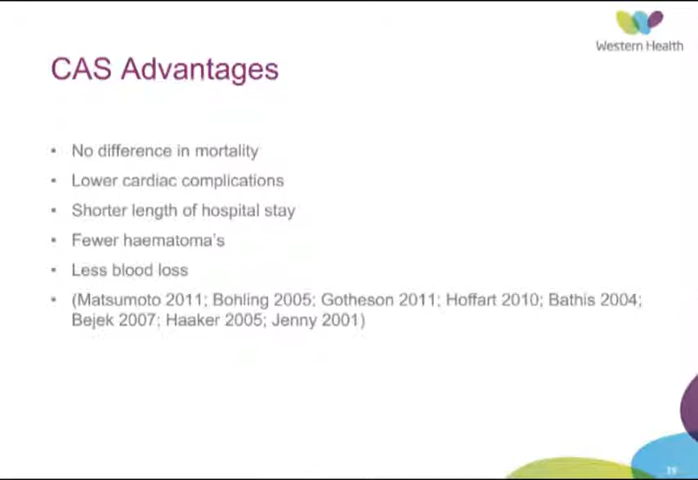 Western Health
CAS Advantages
• No difference in mortality
• Lower cardiac complications
• Shorter length of hospital stay
• Fewer haematoma's
• Less blood loss
• (Matsumoto 2011; Bohling 2005; Gotheson 2011; Hoffart 2010; Bathis 2004;
Bejek 2007; Haaker 2005; Jenny 2001)